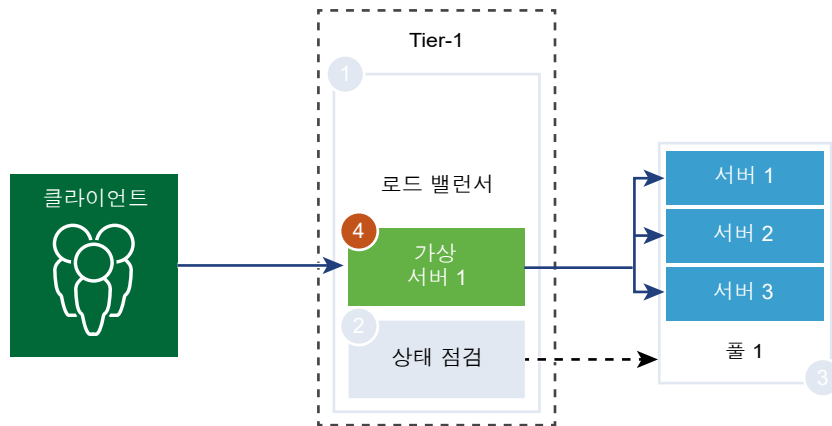 Tier-1
1
로드 밸런서
클라이언트
4
가상
서버 1
2
상태 점검
서버 1
서버 2
서버 3
풀 1
3